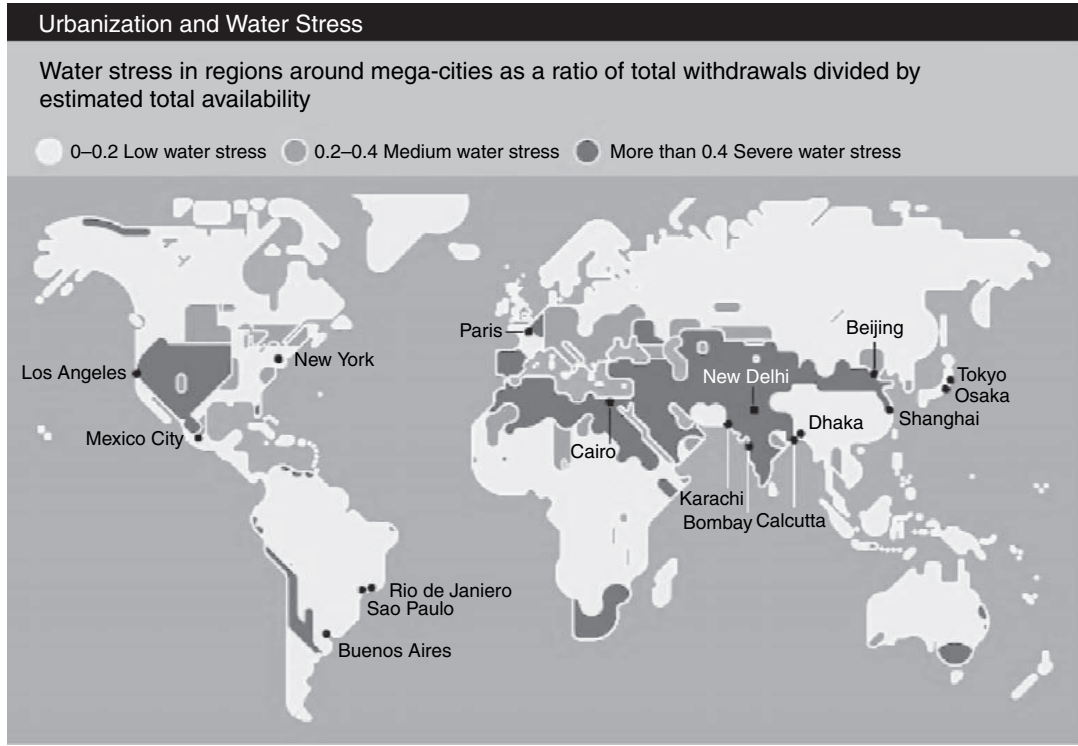 Urbanization and Water Stress
Water stress in regions around mega-cities as a ratio of total withdrawals divided by
estimated total availability
0–0.2 Low water stress 0.2–0.4 Medium water stress More than 0.4 Severe water stress
Paris
Beijing
New York
Los Angeles
New Delhi
Tokyo
Osaka
Shanghai
Dhaka
Mexico City
Cairo
Karachi
Bombay Calcutta
Rio de Janiero
Sao Paulo
Buenos Aires